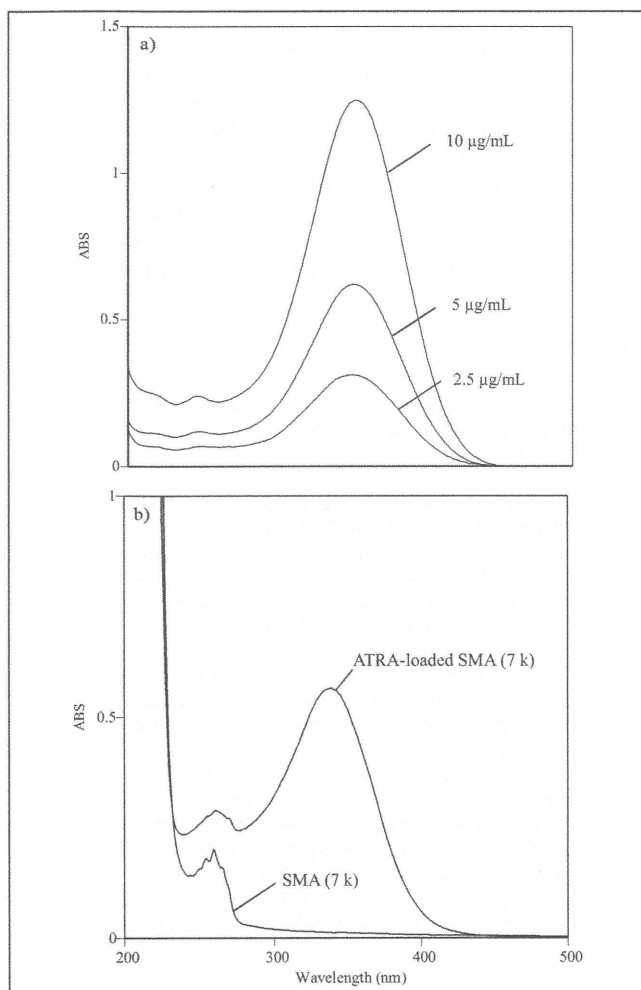 a)
1.5
1
0.5
0
ABS
10 µg/mL
5 µg/mL
2.5 µg/mL
b)
1
0.5
0
ABS
ATRA-loaded SMA (7 k)
SMA (7 k)
200
300
400
500
Wavelength (nm)